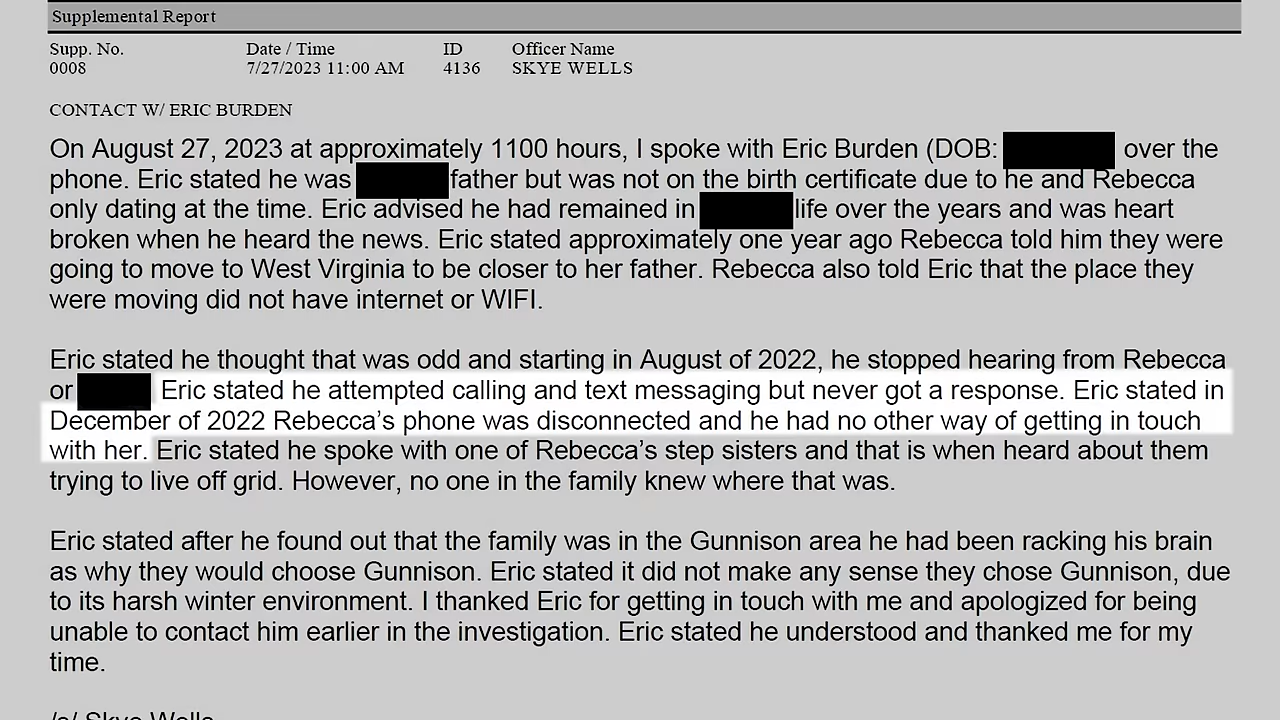 Supplemental Report
Supp. No. Date / Time ID Officer Name
0008 7/27/2023 11:00 AM 4136 SKYE WELLS
CONTACT W/ ERIC BURDEN
On August 27, 2023 at approximately 1100 hours, I spoke with Eric Burden (DOB: over the
phone. Eric stated he was father but was not on the birth certificate due to he and Rebecca
only dating at the time. Eric advised he had remained in life over the years and was heart
broken when he heard the news. Eric stated approximately one year ago Rebecca told him they were
going to move to West Virginia to be closer to her father. Rebecca also told Eric that the place they
were moving did not have internet or WIFI.
Eric stated he thought that was odd and starting in August of 2022, he stopped hearing from Rebecca
or Eric stated he attempted calling and text messaging but never got a response. Eric stated in
December of 2022 Rebecca’s phone was disconnected and he had no other way of getting in touch
with her. Eric stated he spoke with one of Rebecca’s step sisters and that is when heard about them
trying to live off grid. However, no one in the family knew where that was.
Eric stated after he found out that the family was in the Gunnison area he had been racking his brain
as why they would choose Gunnison. Eric stated it did not make any sense they chose Gunnison, due
to its harsh winter environment. I thanked Eric for getting in touch with me and apologized for being
unable to contact him earlier in the investigation. Eric stated he understood and thanked me for my
time.
/s/ Skye Wells